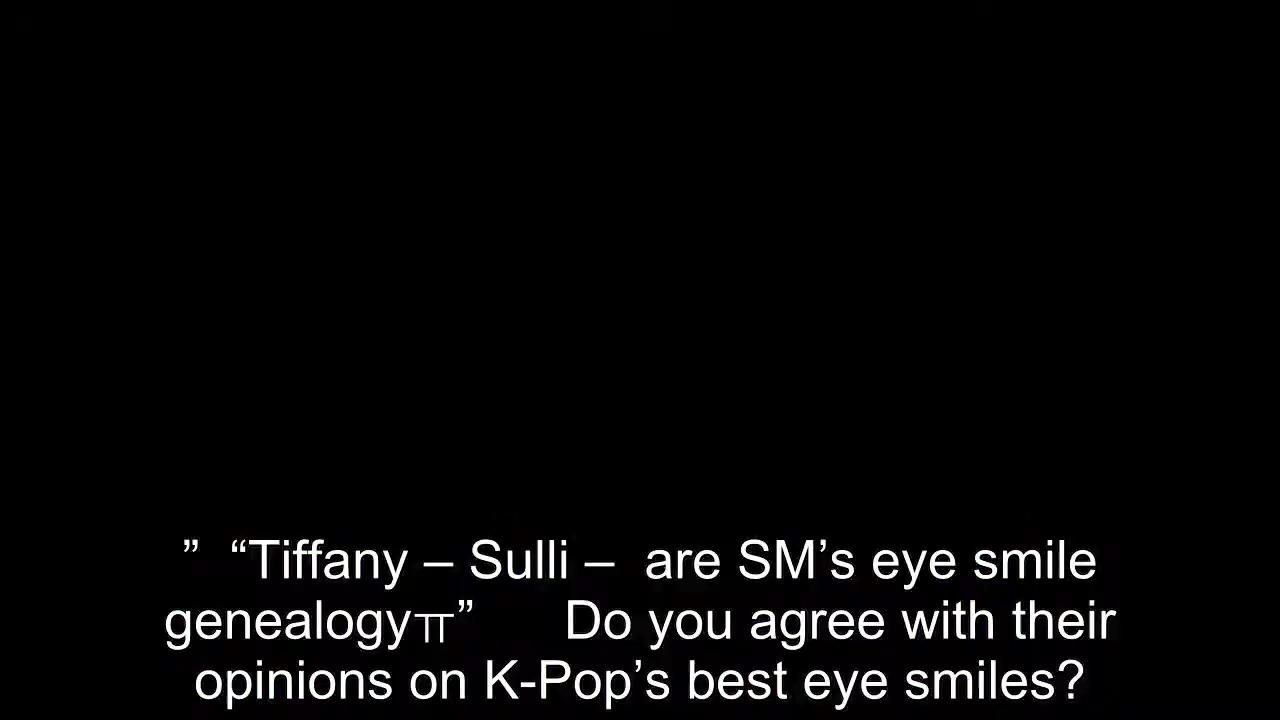 ” “Tiffany – Sulli – are SM’s eye smile
genealogyㅠ” Do you agree with their
opinions on K-Pop’s best eye smiles?